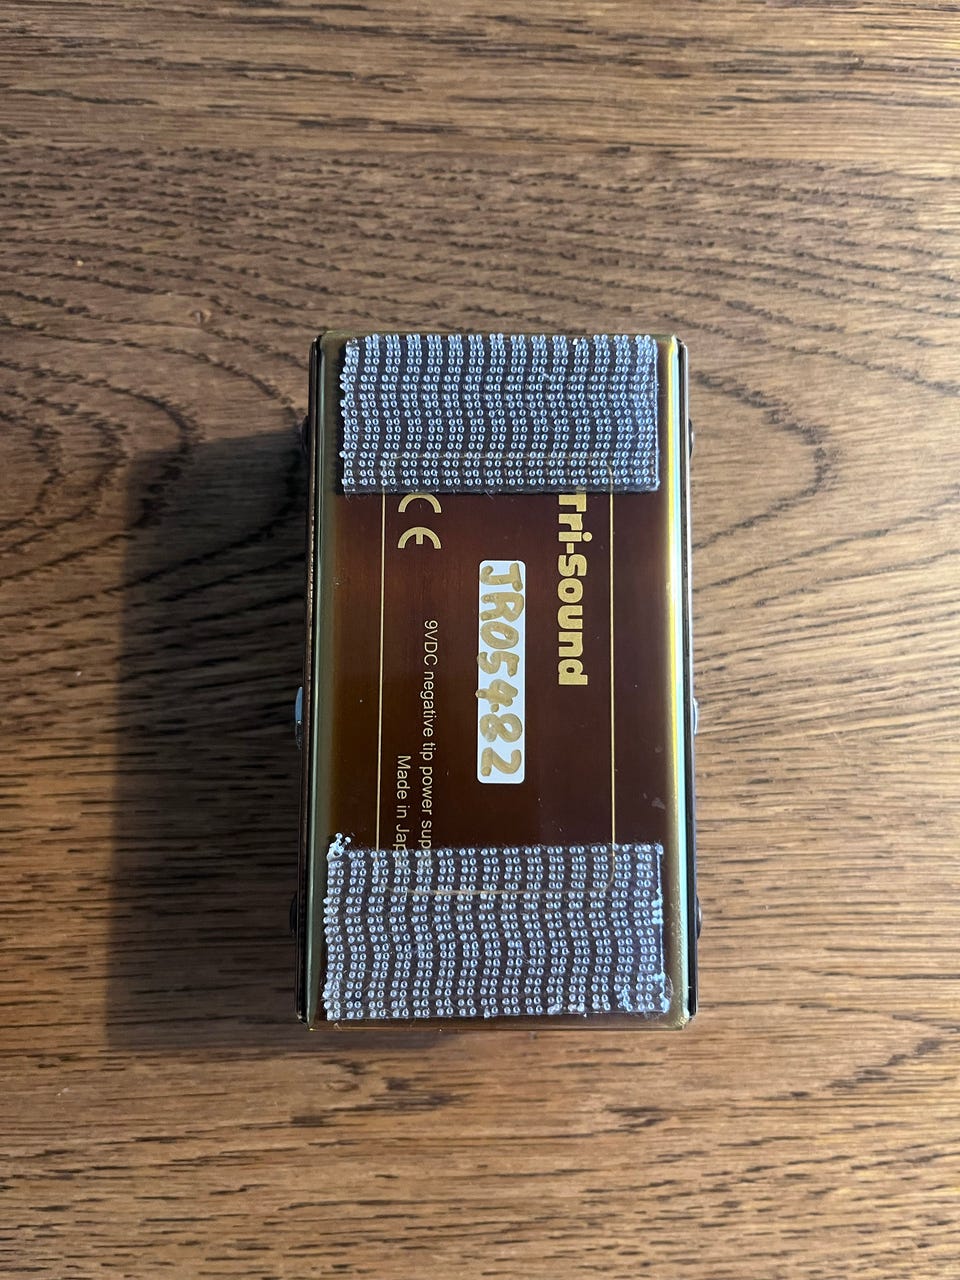 Tri-Sound
JR05482
9VDC negative tip power sup
Made in Jap
CE